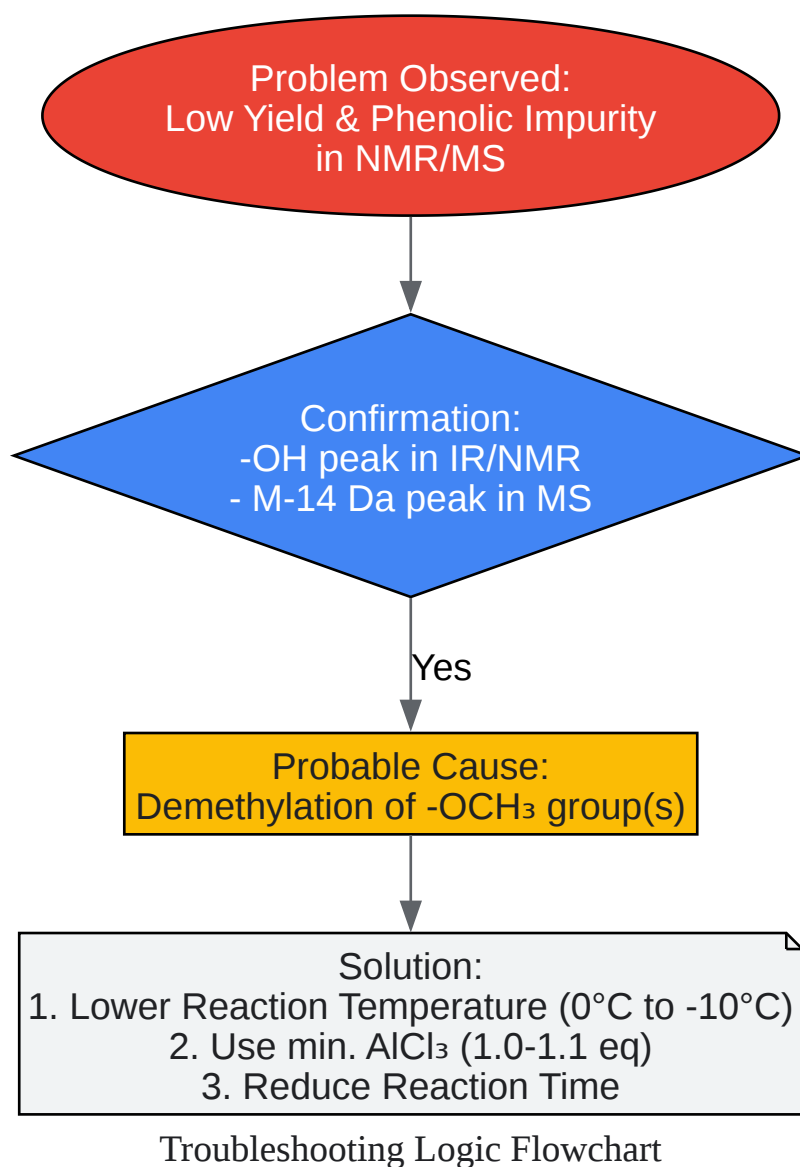 Problem Observed:
Low Yield & Phenolic Impurity
in NMR/MS
Confirmation:
-OH peak in IR/NMR
- M-14 Da peak in MS
Yes
Probable Cause:
Demethylation of -OCH₃ group(s)
Solution:
1. Lower Reaction Temperature (0°C to -10°C)
2. Use min. AlCl₃ (1.0-1.1 eq)
3. Reduce Reaction Time
Troubleshooting Logic Flowchart